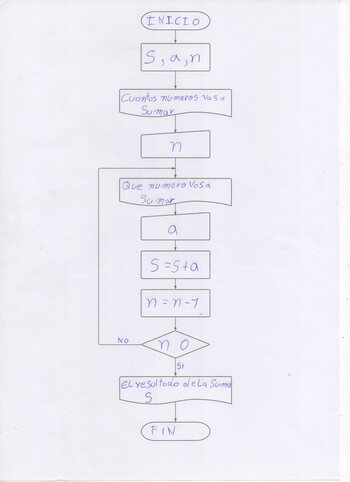 INICIO
S, a, n
Cuantos numeros vas a
Sumar
n
Que numero vas a
Sumar
a
S=S+a
n=n-1
n 0
No
Si
El resultado de La Suma
S
FIN